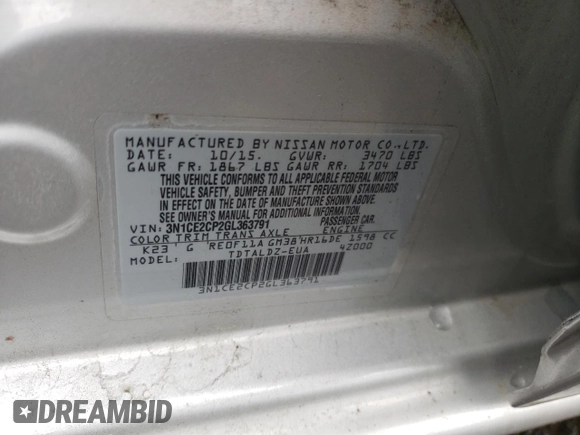 MANUFACTURED BY NISSAN MOTOR CO.,LTD.
DATE: 10/15. GVWR: 3470 LBS
GAWR FR: 1867 LBS GAWR RR: 1704 LBS
THIS VEHICLE CONFORMS TO ALL APPLICABLE FEDERAL MOTOR
VEHICLE SAFETY, BUMPER AND THEFT PREVENTION STANDARDS
IN EFFECT ON THE DATE OF MANUFACTURE SHOWN ABOVE.
SEE OWNER'S MANUAL FOR ADDITIONAL INFORMATION.
VIN: 3N1CE2CP2GL363791 PASSENGER CAR.
COLOR TRIM TRANS AXLE ENGINE
K23 G RE0F11A GM38 HR16DE 1598 CC
MODEL: TDTALDZ-EUA 42000
3N1CE2CP2GL363791
DREAMBID